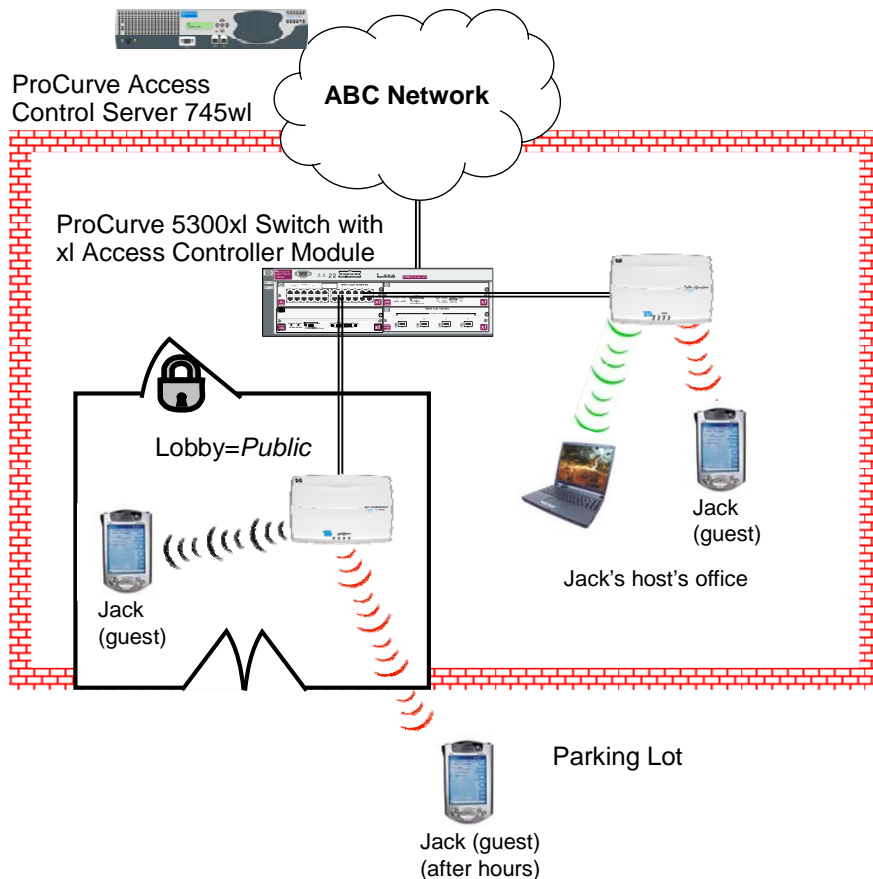 ProCurve Access
Control Server 745wl
ABC Network
ProCurve 5300xl Switch with
xl Access Controller Module
Lobby=Public
Jack
(guest)
Jack
(guest)
Jack's host's office
Parking Lot
Jack (guest)
(after hours)